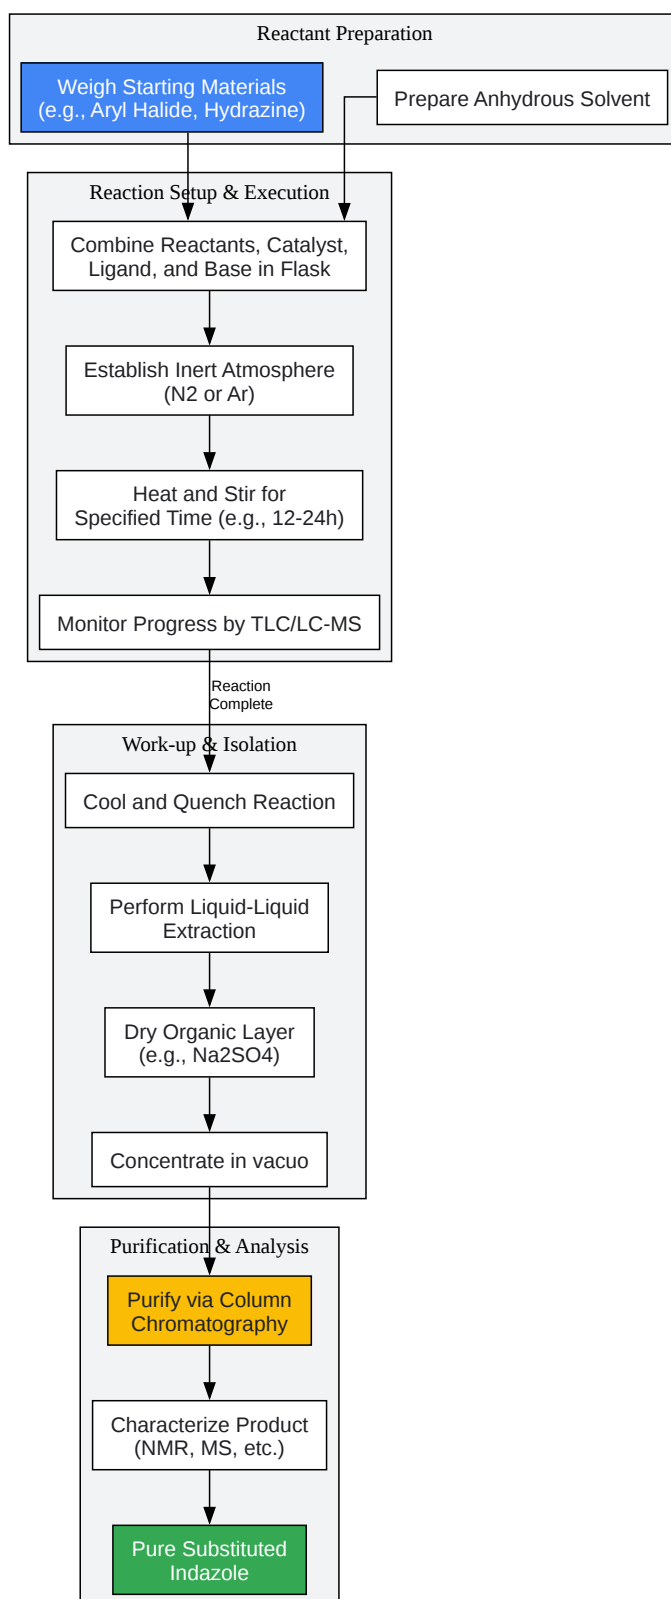 Reactant Preparation
Weigh Starting Materials
(e.g., Aryl Halide, Hydrazine)
Prepare Anhydrous Solvent
Reaction Setup & Execution
Combine Reactants, Catalyst,
Ligand, and Base in Flask
Establish Inert Atmosphere
(N2 or Ar)
Heat and Stir for
Specified Time (e.g., 12-24h)
Monitor Progress by TLC/LC-MS
Reaction
Complete
Work-up & Isolation
Cool and Quench Reaction
Perform Liquid-Liquid
Extraction
Dry Organic Layer
(e.g., Na2SO4)
Concentrate in vacuo
Purification & Analysis
Purify via Column
Chromatography
Characterize Product
(NMR, MS, etc.)
Pure Substituted
Indazole